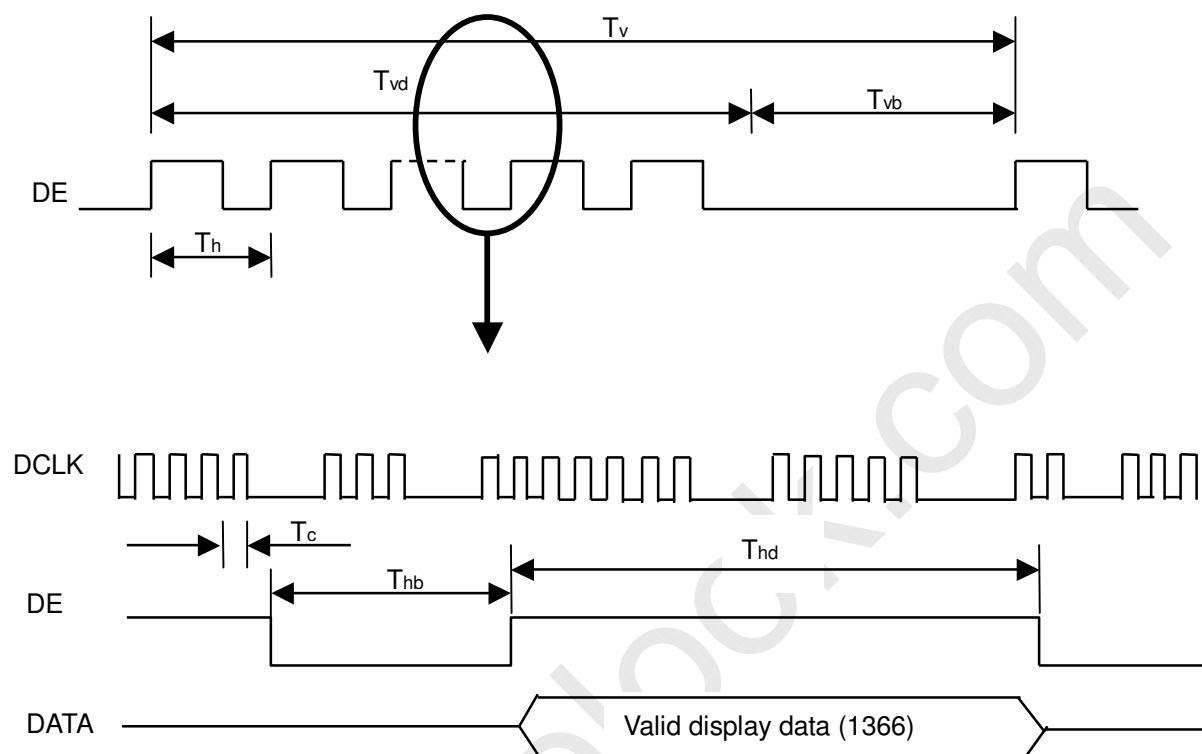 Tv
Tvd
Tvb
DE
Th
DCLK
Tc
Thd
Thb
DE
DATA
Valid display data (1366)